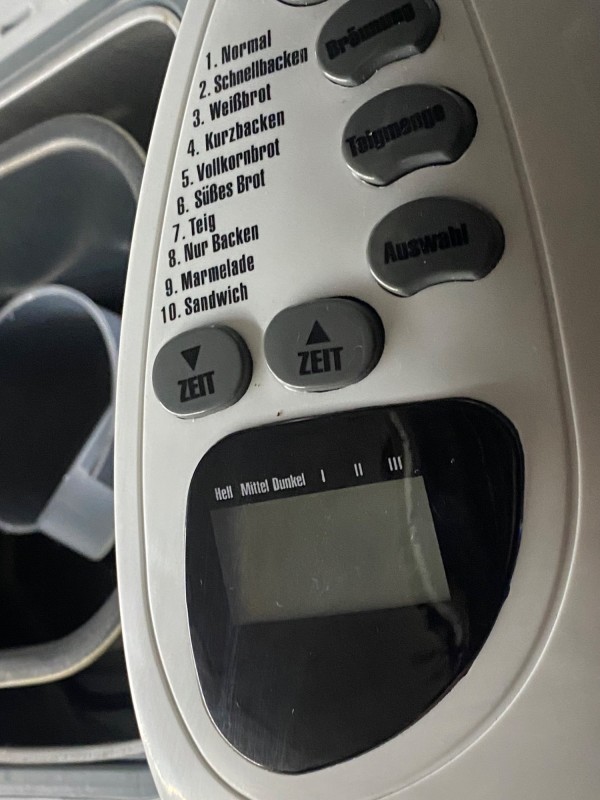 1. Normal
2. Schnellbacken
3. Weißbrot
4. Kurzbacken
5. Vollkornbrot
6. Süßes Brot
7. Teig
8. Nur Backen
9. Marmelade
10. Sandwich
Bräunung
Teigmenge
Auswahl
▼ ZEIT
▲ ZEIT
Hell Mittel Dunkel I II III